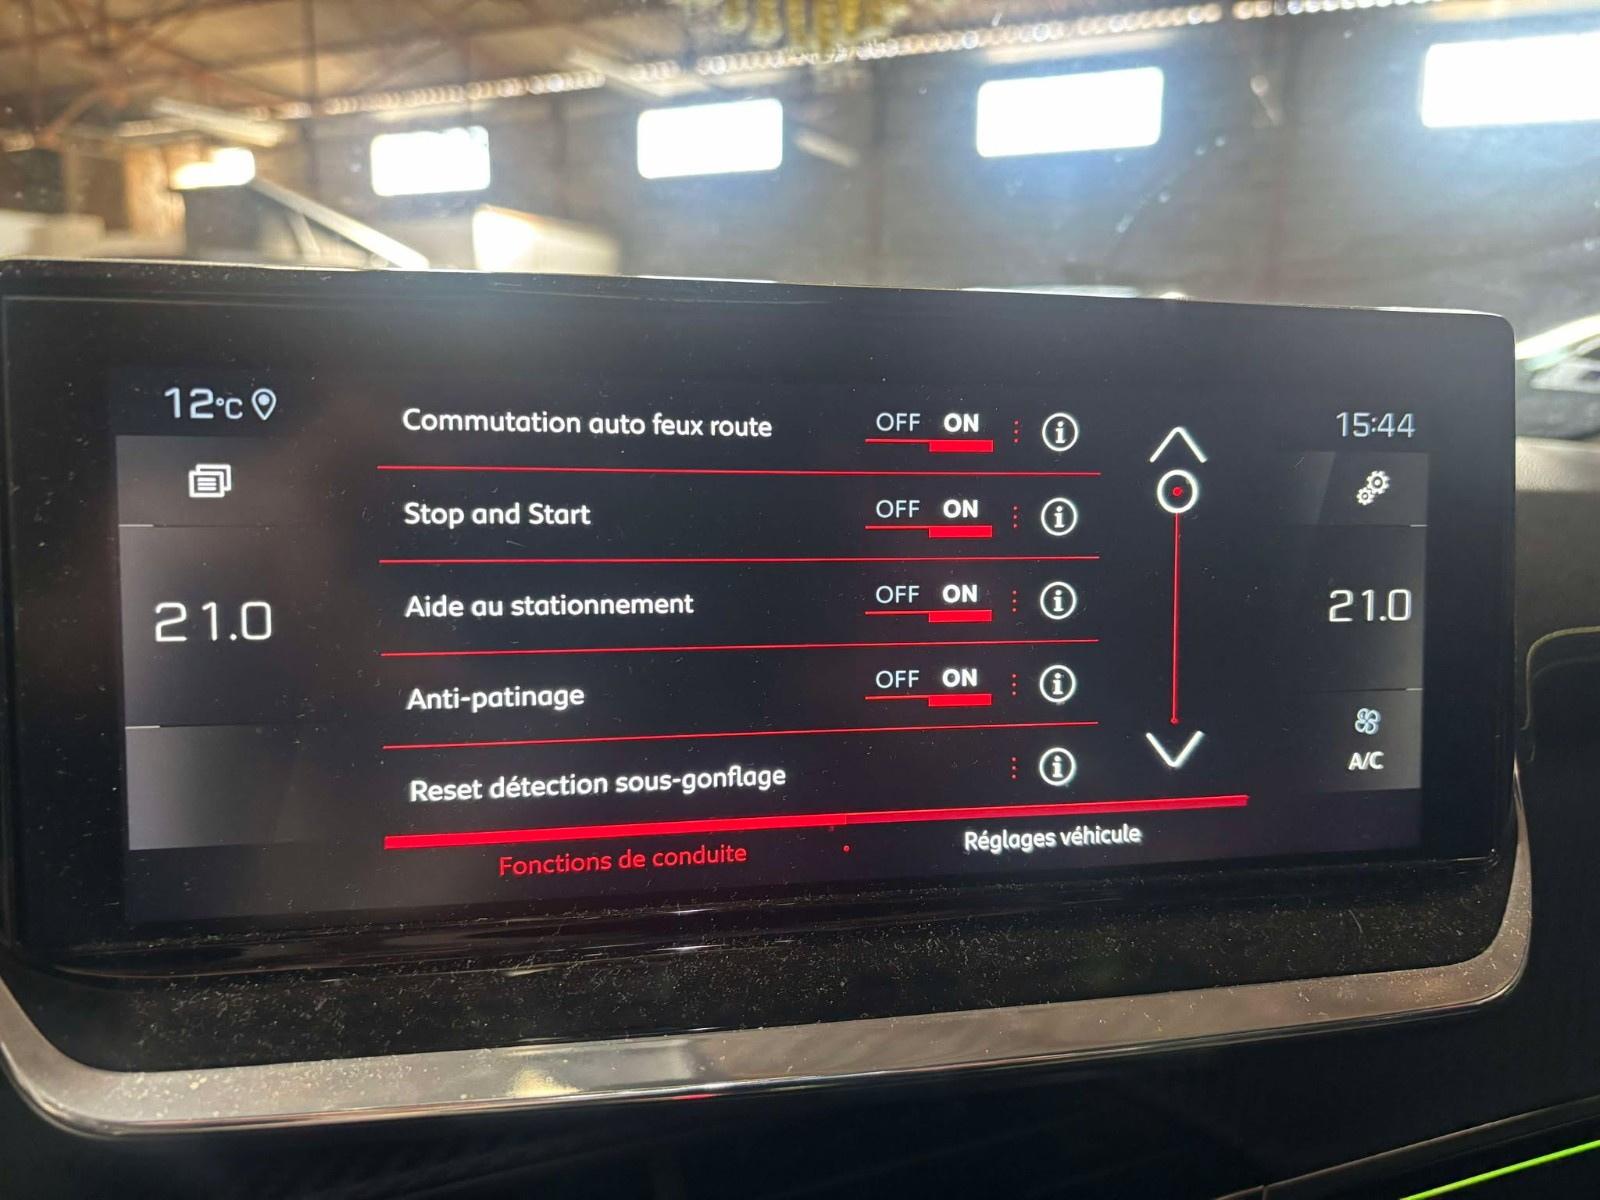 12°C
15:44
Commutation auto feux route OFF ON
Stop and Start OFF ON
21.0
Aide au stationnement OFF ON
21.0
Anti-patinage OFF ON
A/C
Reset détection sous-gonflage
Fonctions de conduite
Réglages véhicule